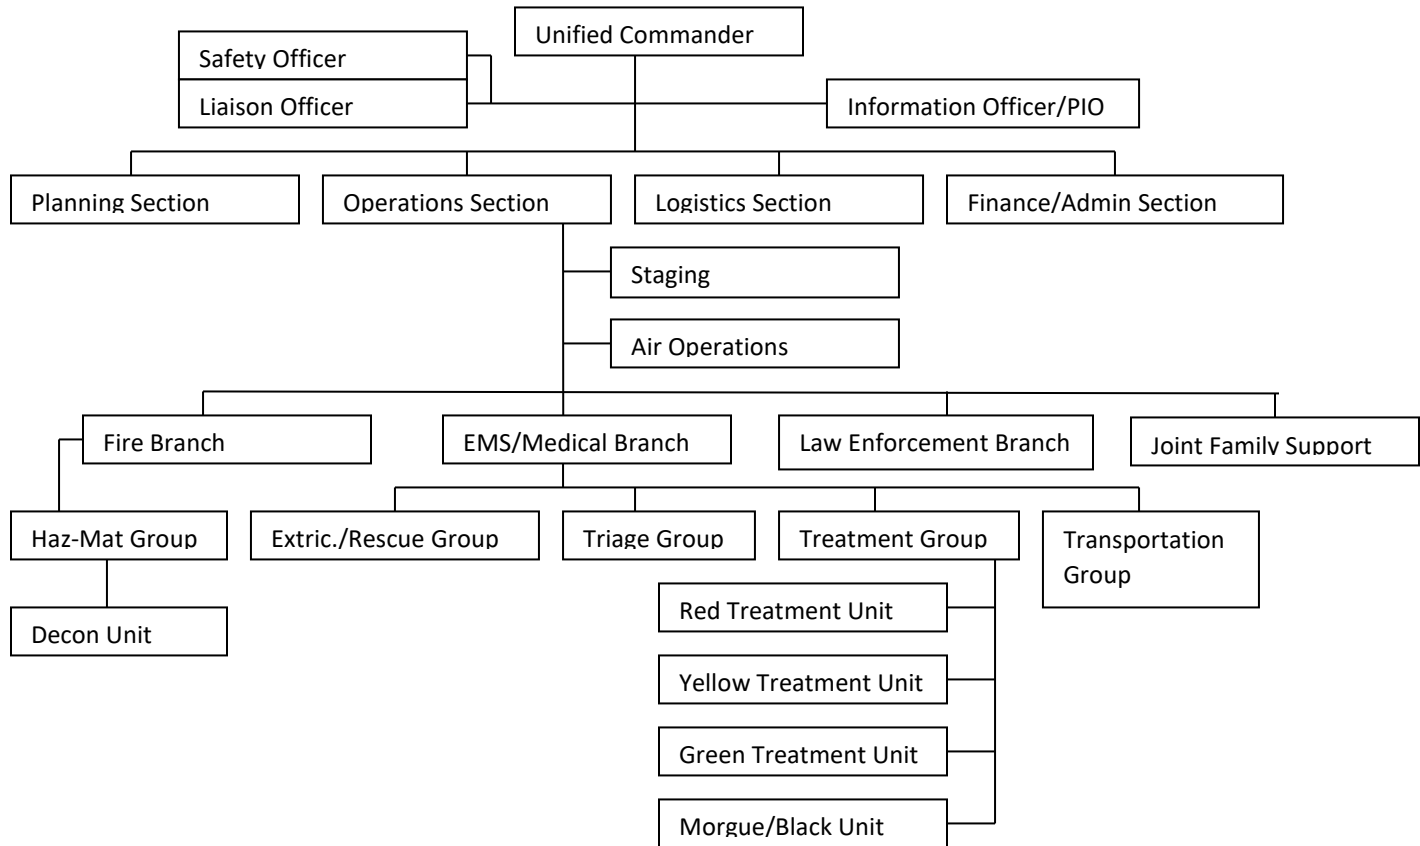 Unified Commander
Safety Officer
Liaison Officer
Information Officer/PIO
Planning Section
Operations Section
Logistics Section
Finance/Admin Section
Staging
Air Operations
Fire Branch
EMS/Medical Branch
Law Enforcement Branch
Joint Family Support
Haz-Mat Group
Extric./Rescue Group
Triage Group
Treatment Group
Transportation
Group
Decon Unit
Red Treatment Unit
Yellow Treatment Unit
Green Treatment Unit
Morgue/Black Unit